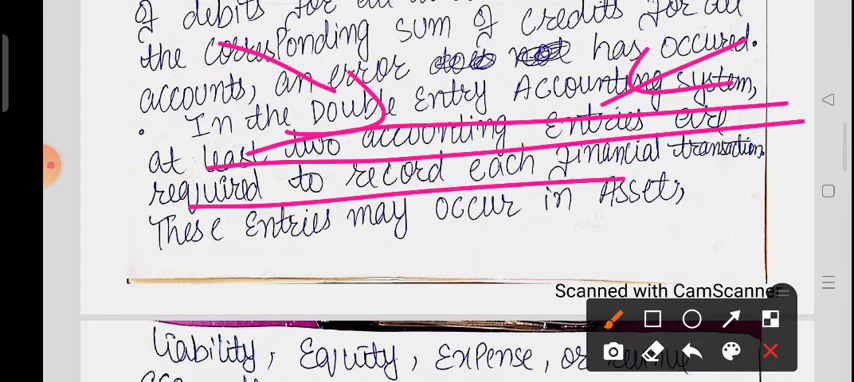 of debits for all
the corresponding sum of credits for all
accounts, an error has occured.
. In the Double Entry Accounting system,
at least two accounting entries are
required to record each financial transaction.
These Entries may occur in Asset,
Scanned with CamScanne
Liability, Equity, Expense, or